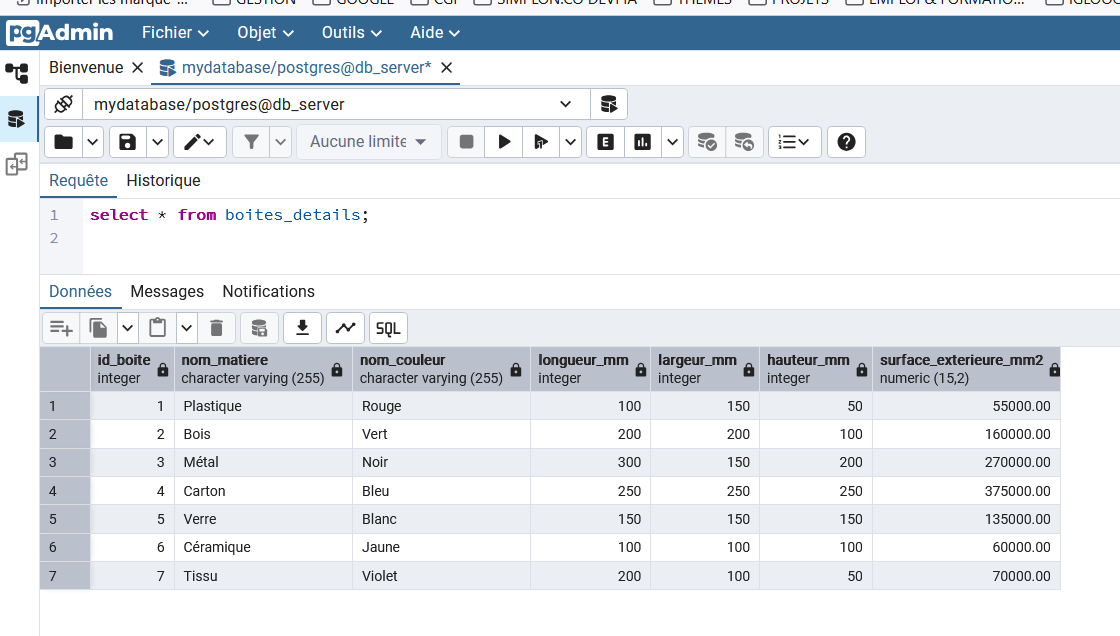 GESTION GOOGLE CGI SIMPLON.CO DEVIA THEMES PROJETS
pgAdmin Fichier Objet Outils Aide
Bienvenue mydatabase/postgres@db_server*
mydatabase/postgres@db_server
Aucune limite E
Requête Historique
1 select * from boites_details;
2
Données Messages Notifications
SQL
id_boite nom_matiere nom_couleur longueur_mm largeur_mm hauteur_mm surface_exterieure_mm2
integer character varying (255) character varying (255) integer integer integer numeric (15,2)
1 1 Plastique Rouge 100 150 50 55000.00
2 2 Bois Vert 200 200 100 160000.00
3 3 Métal Noir 300 150 200 270000.00
4 4 Carton Bleu 250 250 250 375000.00
5 5 Verre Blanc 150 150 150 135000.00
6 6 Céramique Jaune 100 100 100 60000.00
7 7 Tissu Violet 200 100 50 70000.00